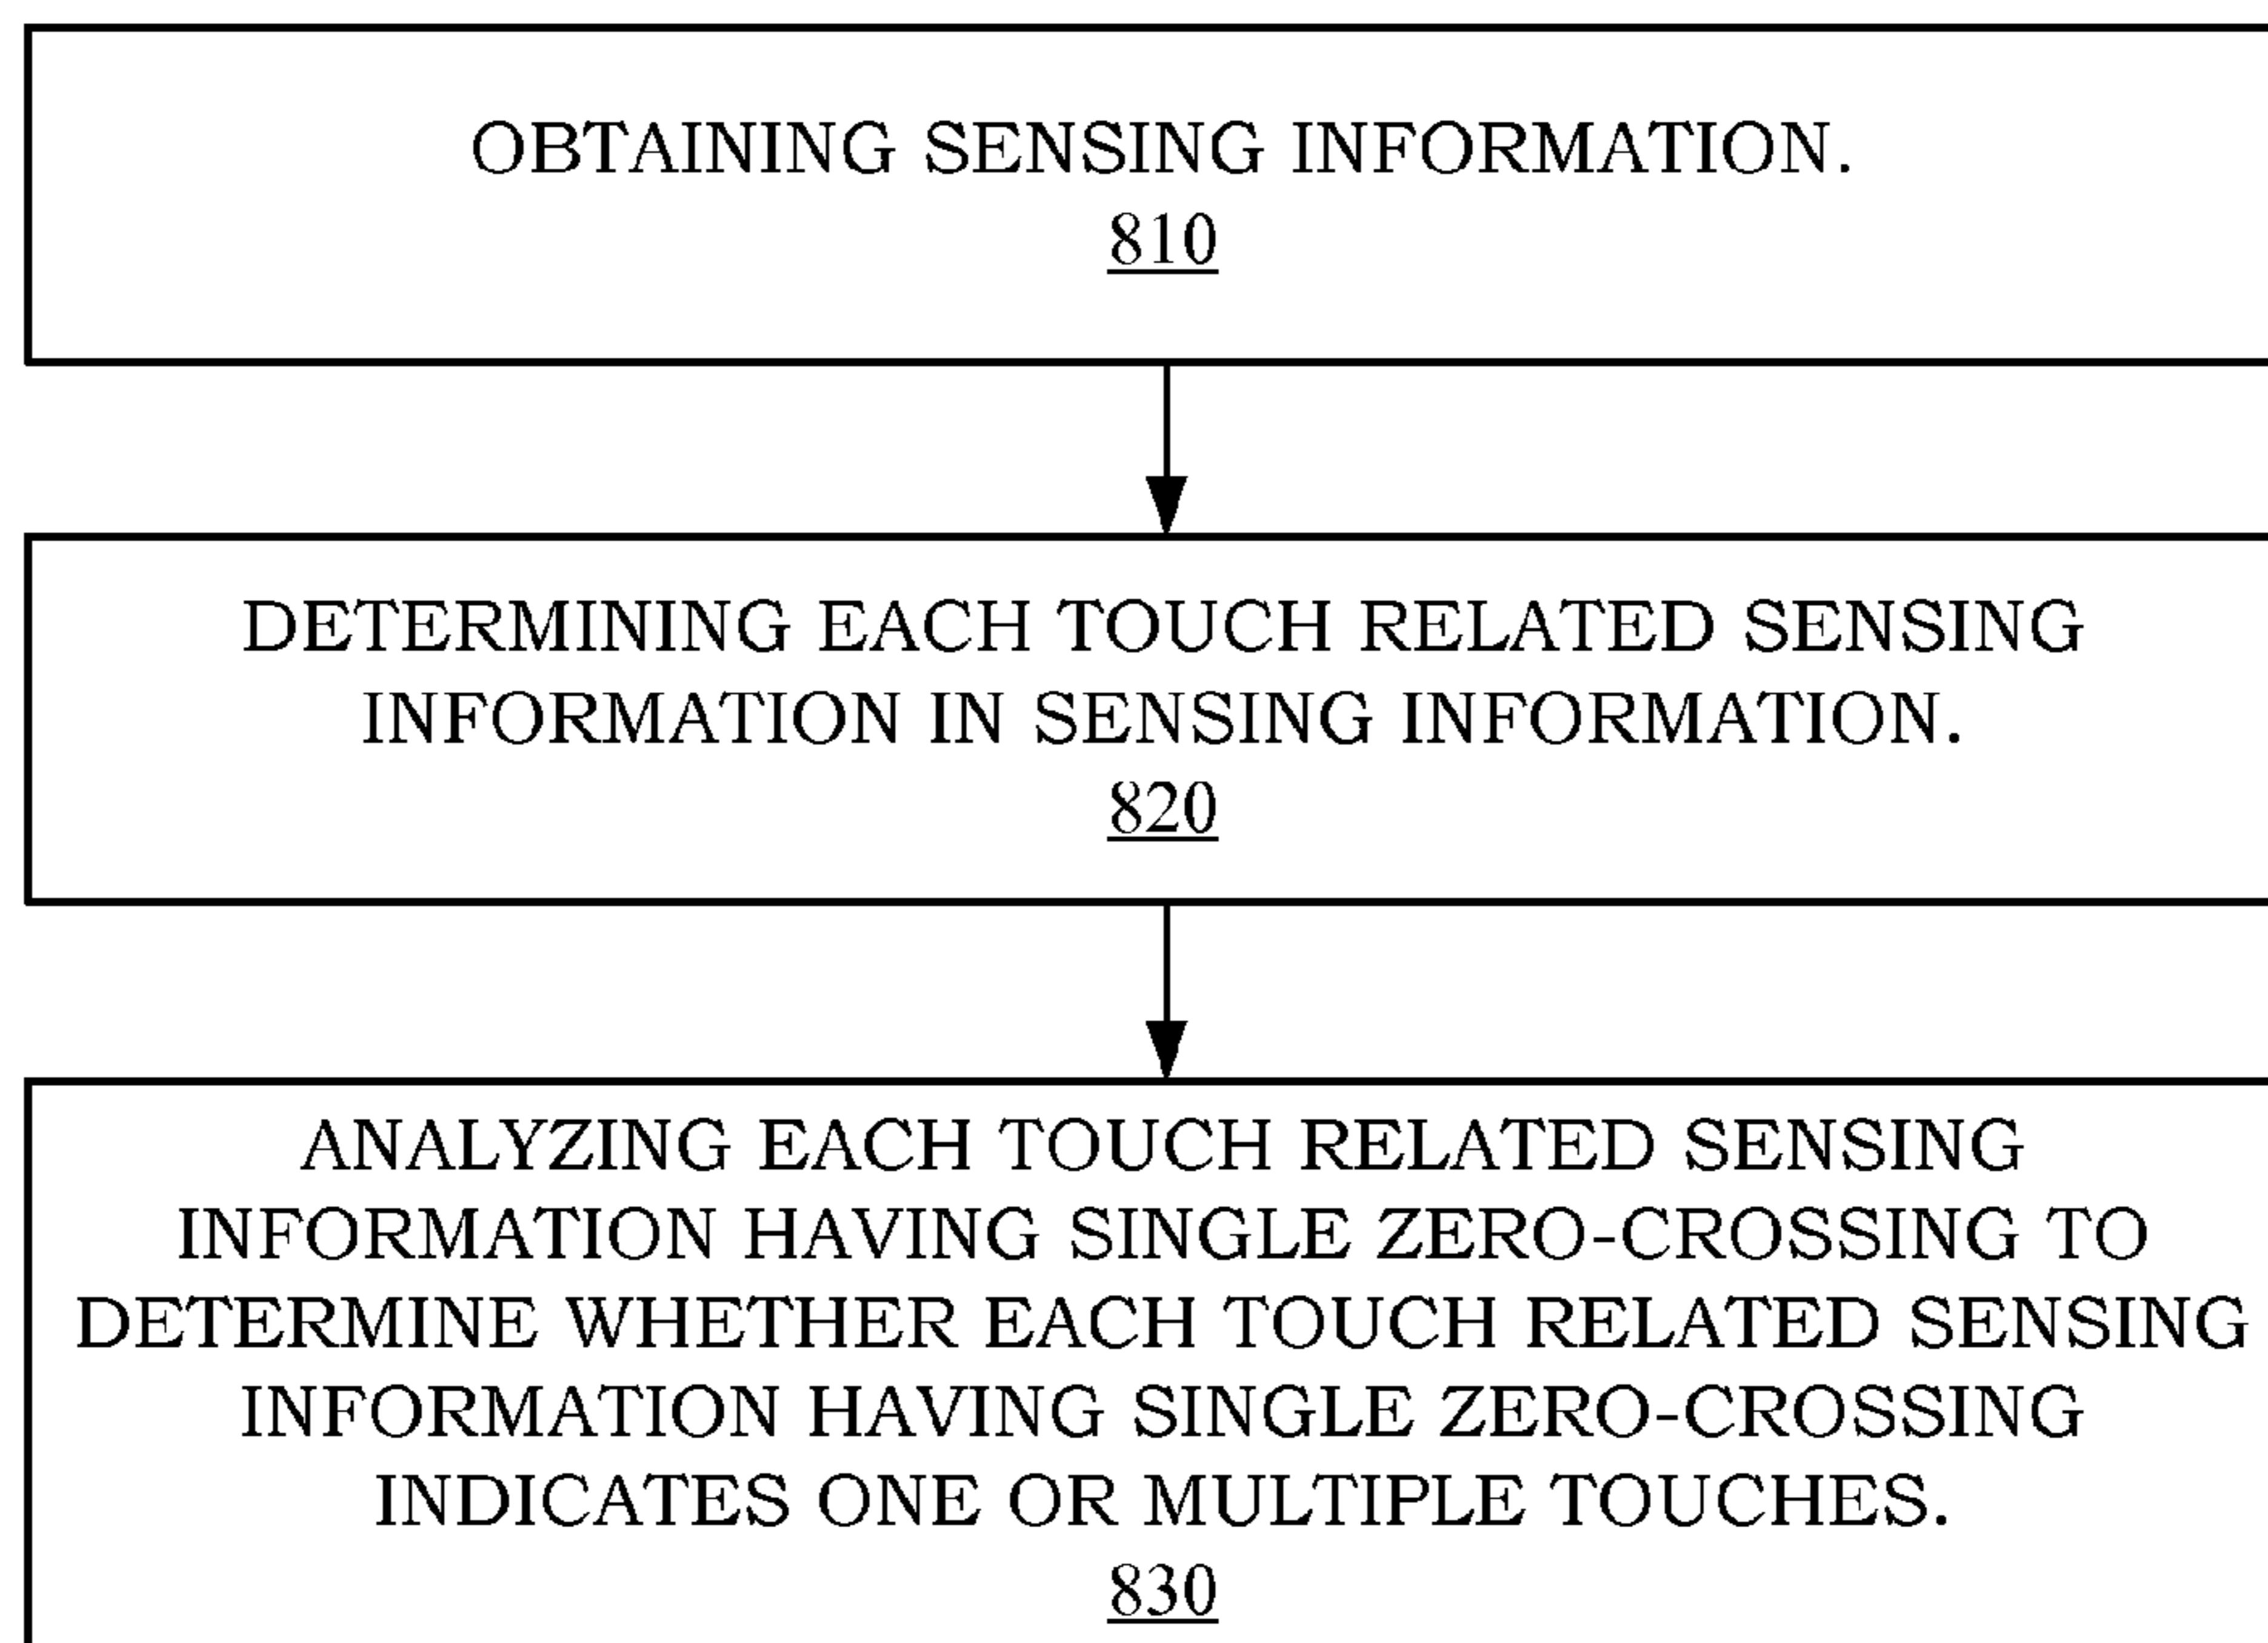 OBTAINING SENSING INFORMATION.
810
DETERMINING EACH TOUCH RELATED SENSING
INFORMATION IN SENSING INFORMATION.
820
ANALYZING EACH TOUCH RELATED SENSING
INFORMATION HAVING SINGLE ZERO-CROSSING TO
DETERMINE WHETHER EACH TOUCH RELATED SENSING
INFORMATION HAVING SINGLE ZERO-CROSSING
INDICATES ONE OR MULTIPLE TOUCHES.
830